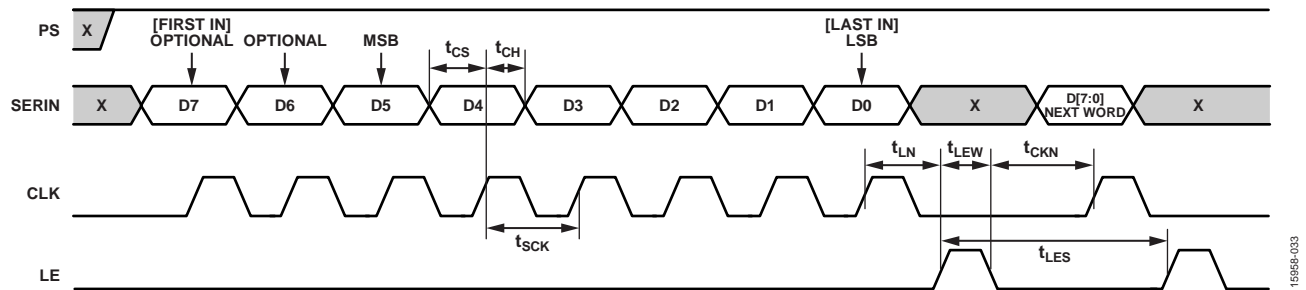 PS X
[FIRST IN]
OPTIONAL OPTIONAL MSB tCS tCH [LAST IN]
LSB
SERIN X D7 D6 D5 D4 D3 D2 D1 D0 X D[7:0]
NEXT WORD X
tLN tLEW tCKN
CLK
tSCK tLES
LE
15958-033